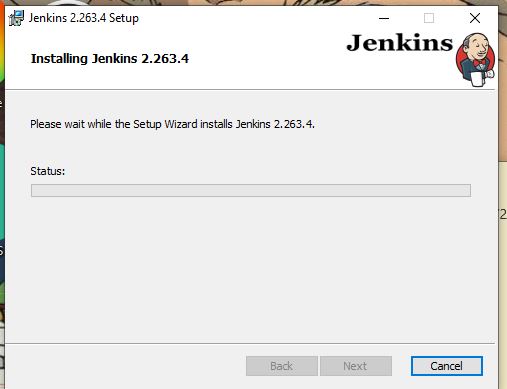 Jenkins 2.263.4 Setup
Jenkins
Installing Jenkins 2.263.4
Please wait while the Setup Wizard installs Jenkins 2.263.4.
Status:
Back
Next
Cancel